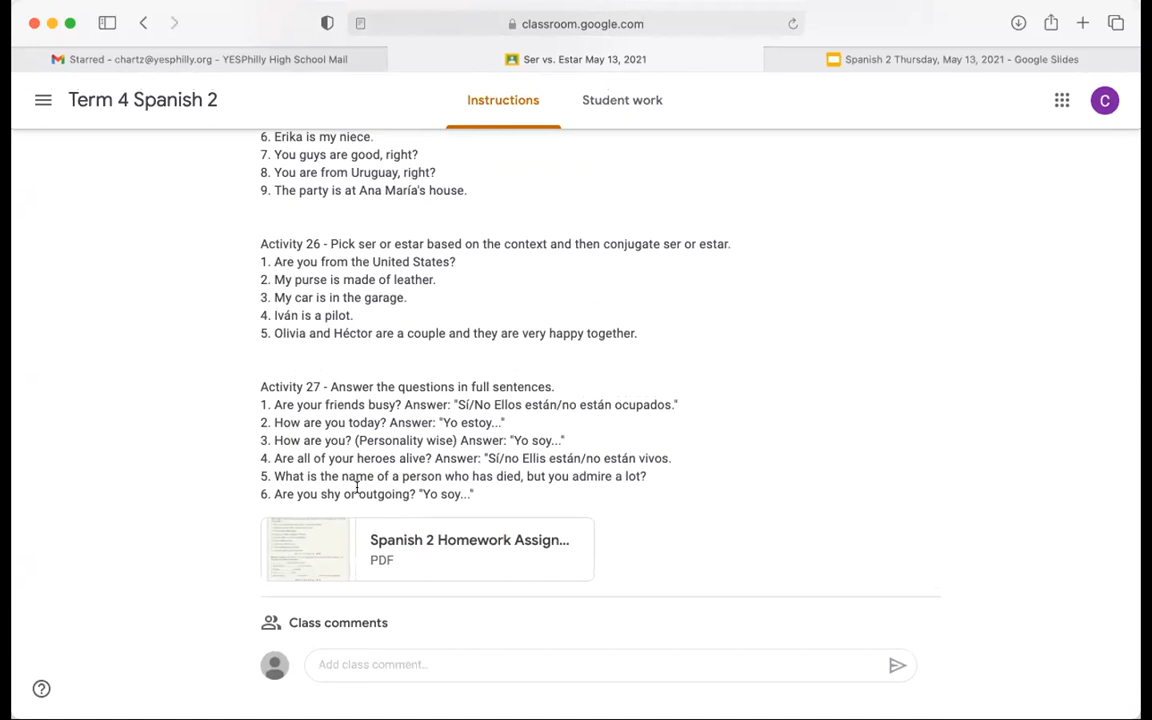 classroom.google.com
Starred – chartz@yesphilly.org – YESPhilly High School Mail
Ser vs. Estar May 13, 2021
Spanish 2 Thursday, May 13, 2021 - Google Slides
Term 4 Spanish 2
Instructions
Student work
C
6. Erika is my niece.
7. You guys are good, right?
8. You are from Uruguay, right?
9. The party is at Ana María's house.
Activity 26 - Pick ser or estar based on the context and then conjugate ser or estar.
1. Are you from the United States?
2. My purse is made of leather.
3. My car is in the garage.
4. Iván is a pilot.
5. Olivia and Héctor are a couple and they are very happy together.
Activity 27 - Answer the questions in full sentences.
1. Are your friends busy? Answer: "Sí/No Ellos están/no están ocupados."
2. How are you today? Answer: "Yo estoy..."
3. How are you? (Personality wise) Answer: "Yo soy..."
4. Are all of your heroes alive? Answer: "Sí/no Ellis están/no están vivos.
5. What is the name of a person who has died, but you admire a lot?
6. Are you shy or outgoing? "Yo soy..."
Spanish 2 Homework Assign...
PDF
Class comments
Add class comment...